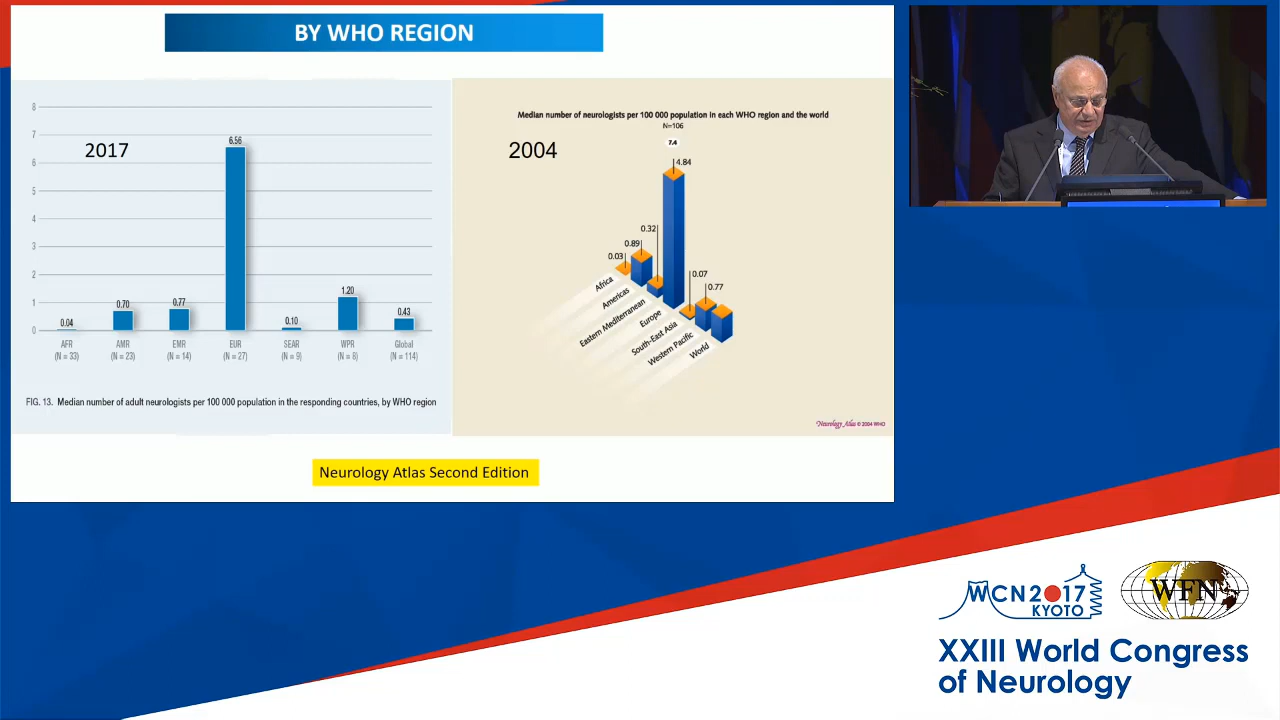 BY WHO REGION
8
7
6
5
4
3
2
1
0
2017
0.04
0.70
0.77
6.56
0.10
1.20
0.43
AFR
(N = 33)
AMR
(N = 23)
EMR
(N = 14)
EUR
(N = 27)
SEAR
(N = 9)
WPR
(N = 8)
Global
(N = 114)
FIG. 13. Median number of adult neurologists per 100 000 population in the responding countries, by WHO region
Median number of neurologists per 100 000 population in each WHO region and the world
N=106
7.4
2004
4.84
0.32
0.89
0.03
0.07
0.77
Africa
Americas
Eastern Mediterranean
Europe
South-East Asia
Western Pacific
World
Neurology Atlas © 2004 WHO
Neurology Atlas Second Edition
WCN2017
KYOTO
WFN
XXIII World Congress
of Neurology